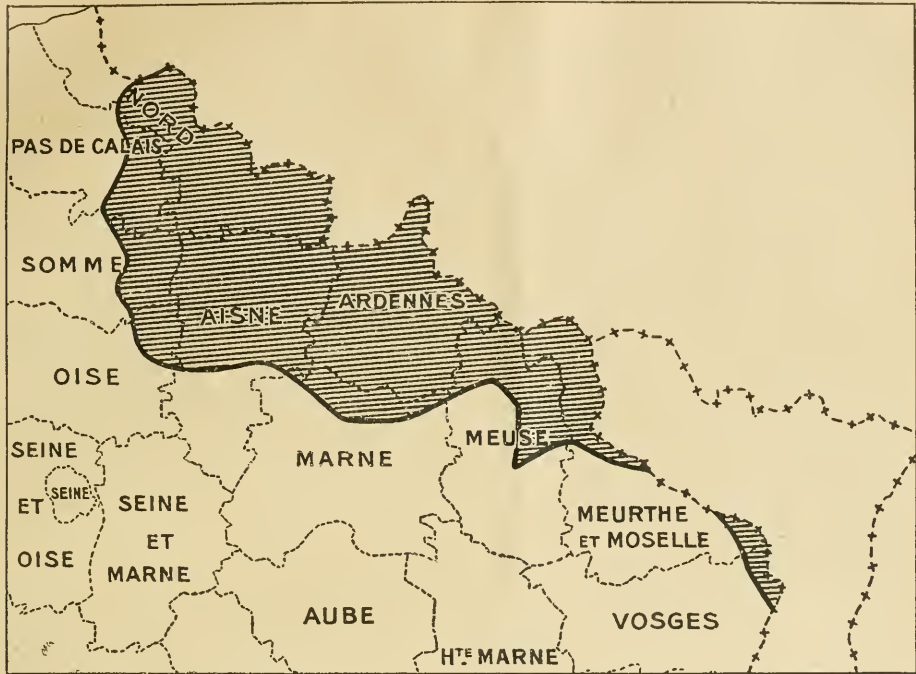 NORD
PAS DE CALAIS
SOMME
AISNE
ARDENNES
OISE
MEUSE
MARNE
SEINE
ET
OISE
SEINE
SEINE
ET
MARNE
MEURTHE
ET MOSELLE
AUBE
VOSGES
HTE MARNE